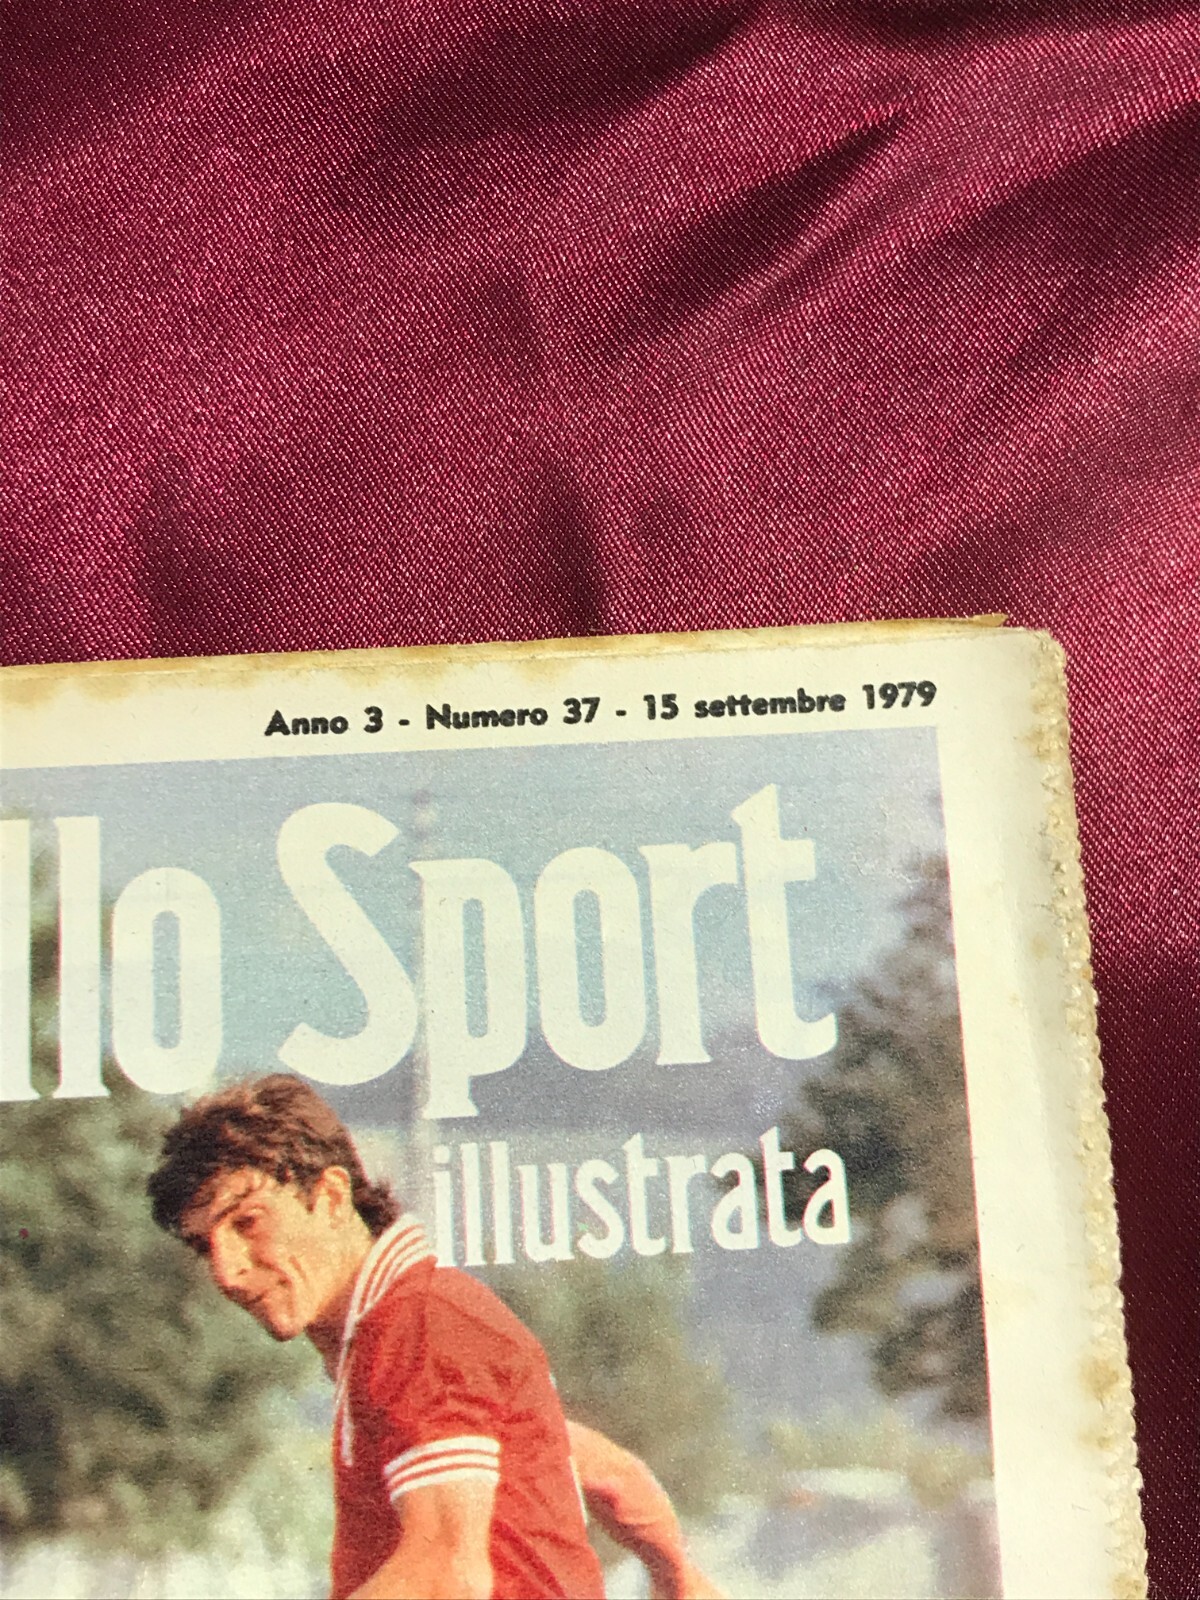 Anno 3 - Numero 37 - 15 settembre 1979
llo Sport
illustrata